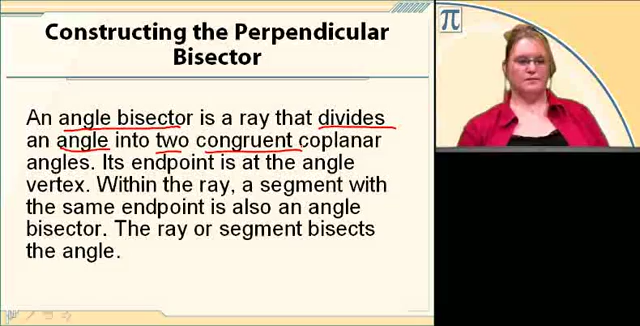 Constructing the Perpendicular
Bisector
π
An angle bisector is a ray that divides
an angle into two congruent coplanar
angles. Its endpoint is at the angle
vertex. Within the ray, a segment with
the same endpoint is also an angle
bisector. The ray or segment bisects
the angle.